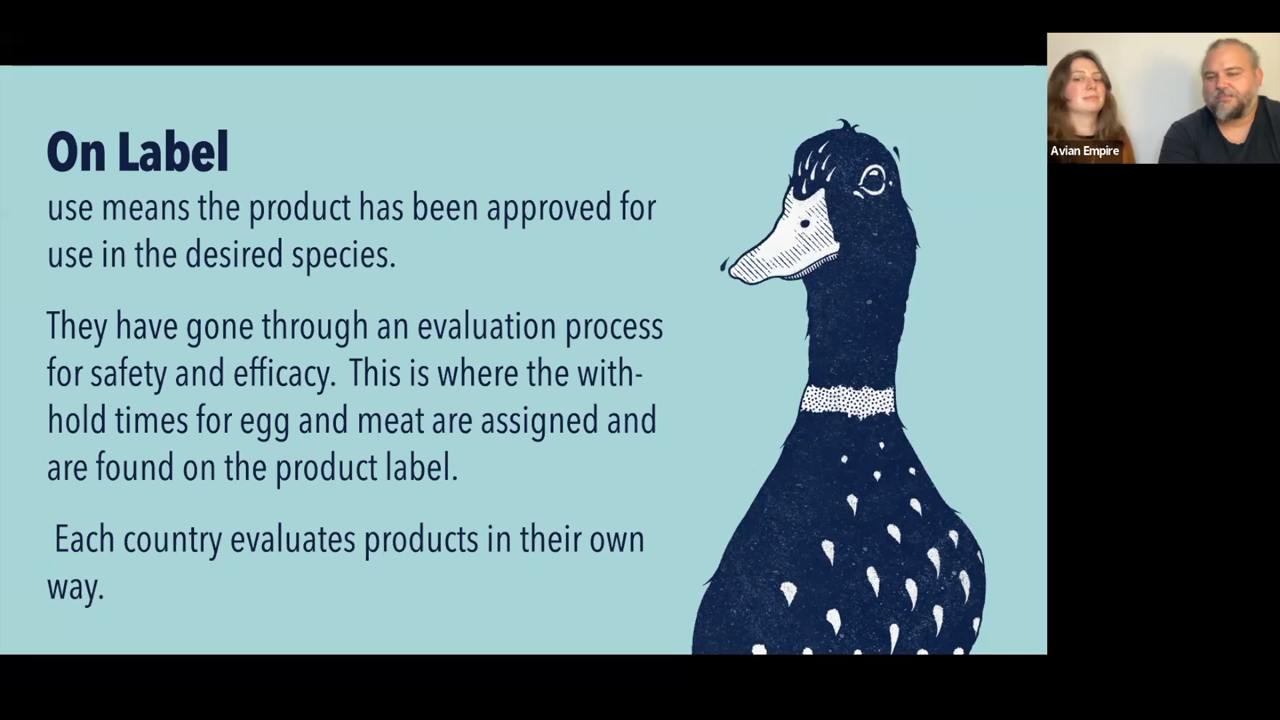 On Label
use means the product has been approved for
use in the desired species.
They have gone through an evaluation process
for safety and efficacy. This is where the with-
hold times for egg and meat are assigned and
are found on the product label.
Each country evaluates products in their own
way.
Avian Empire